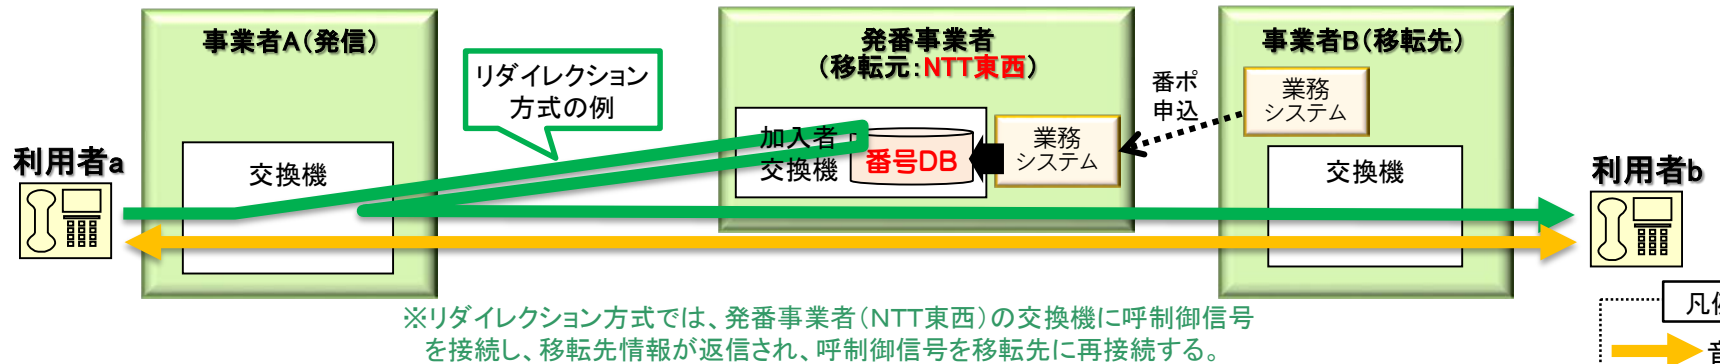 事業者A（発信）
発番事業者
（移転元：NTT東西）
事業者B（移転先）
リダイレクション
方式の例
番ポ
申込
業務
システム
加入者
交換機
番号DB
業務
システム
利用者a
交換機
交換機
利用者b
※リダイレクション方式では、発番事業者（NTT東西）の交換機に呼制御信号
を接続し、移転先情報が返信され、呼制御信号を移転先に再接続する。
凡